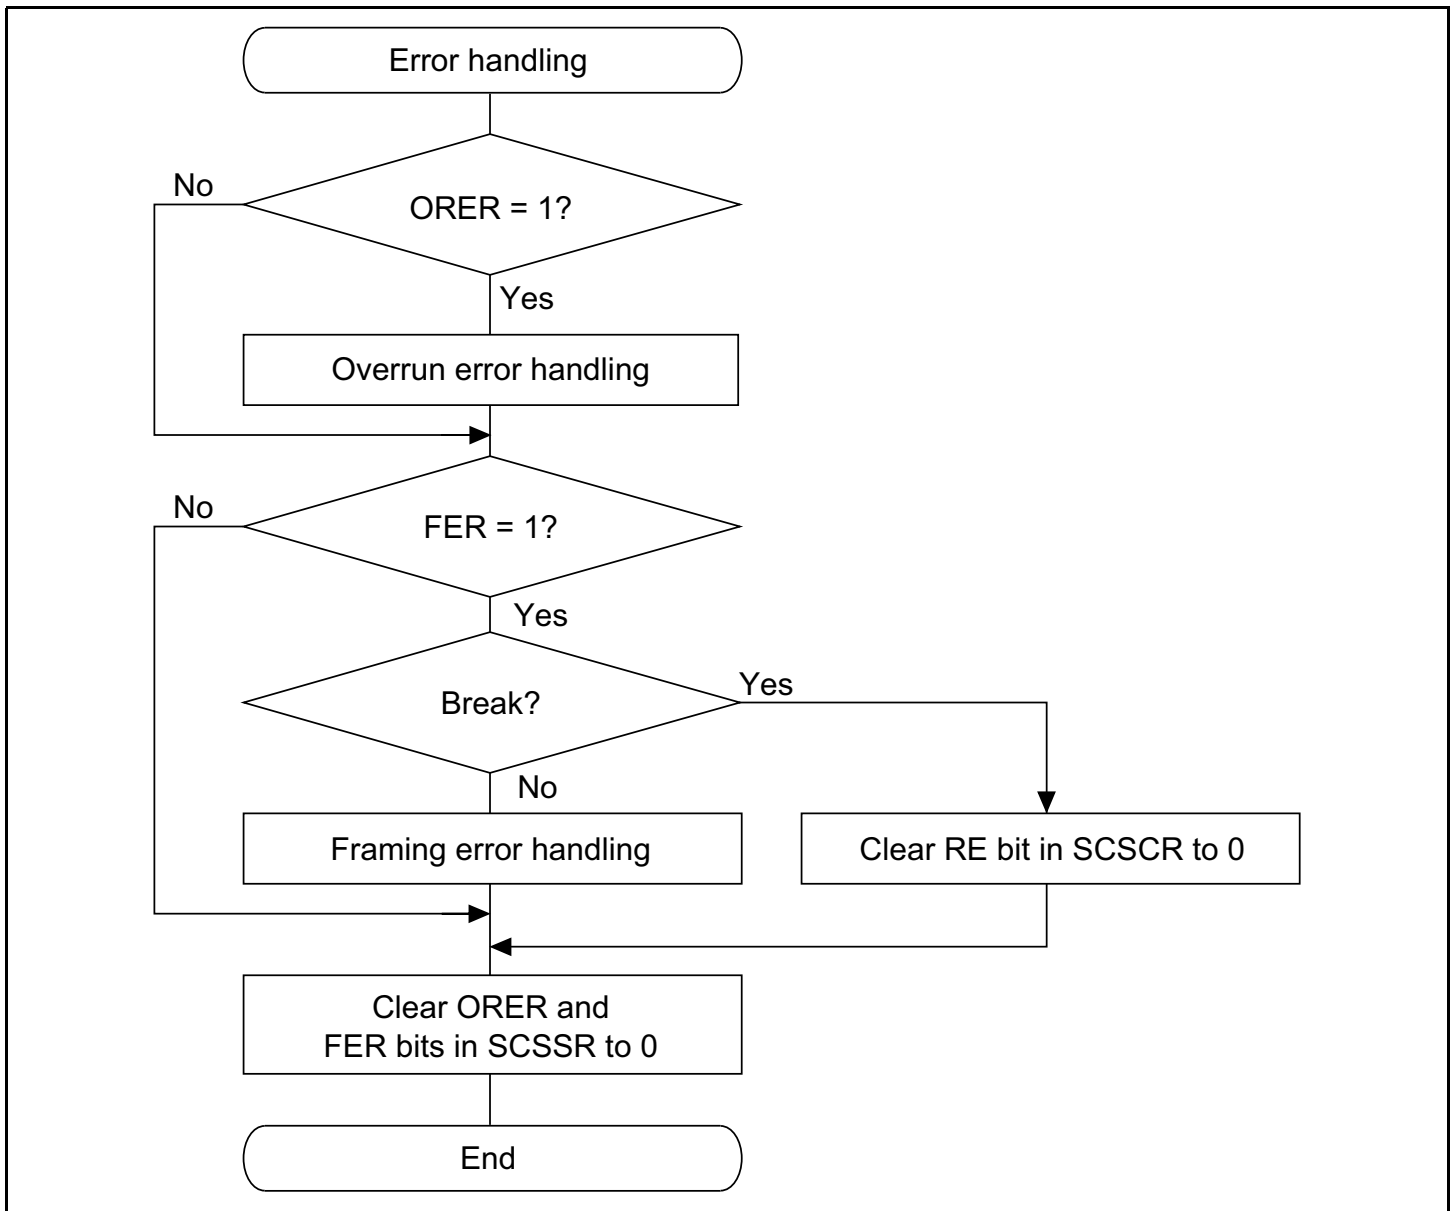 Error handling
No
ORER = 1?
Yes
Overrun error handling
No
FER = 1?
Yes
Break?
Yes
No
Framing error handling
Clear RE bit in SCSCR to 0
Clear ORER and
FER bits in SCSSR to 0
End